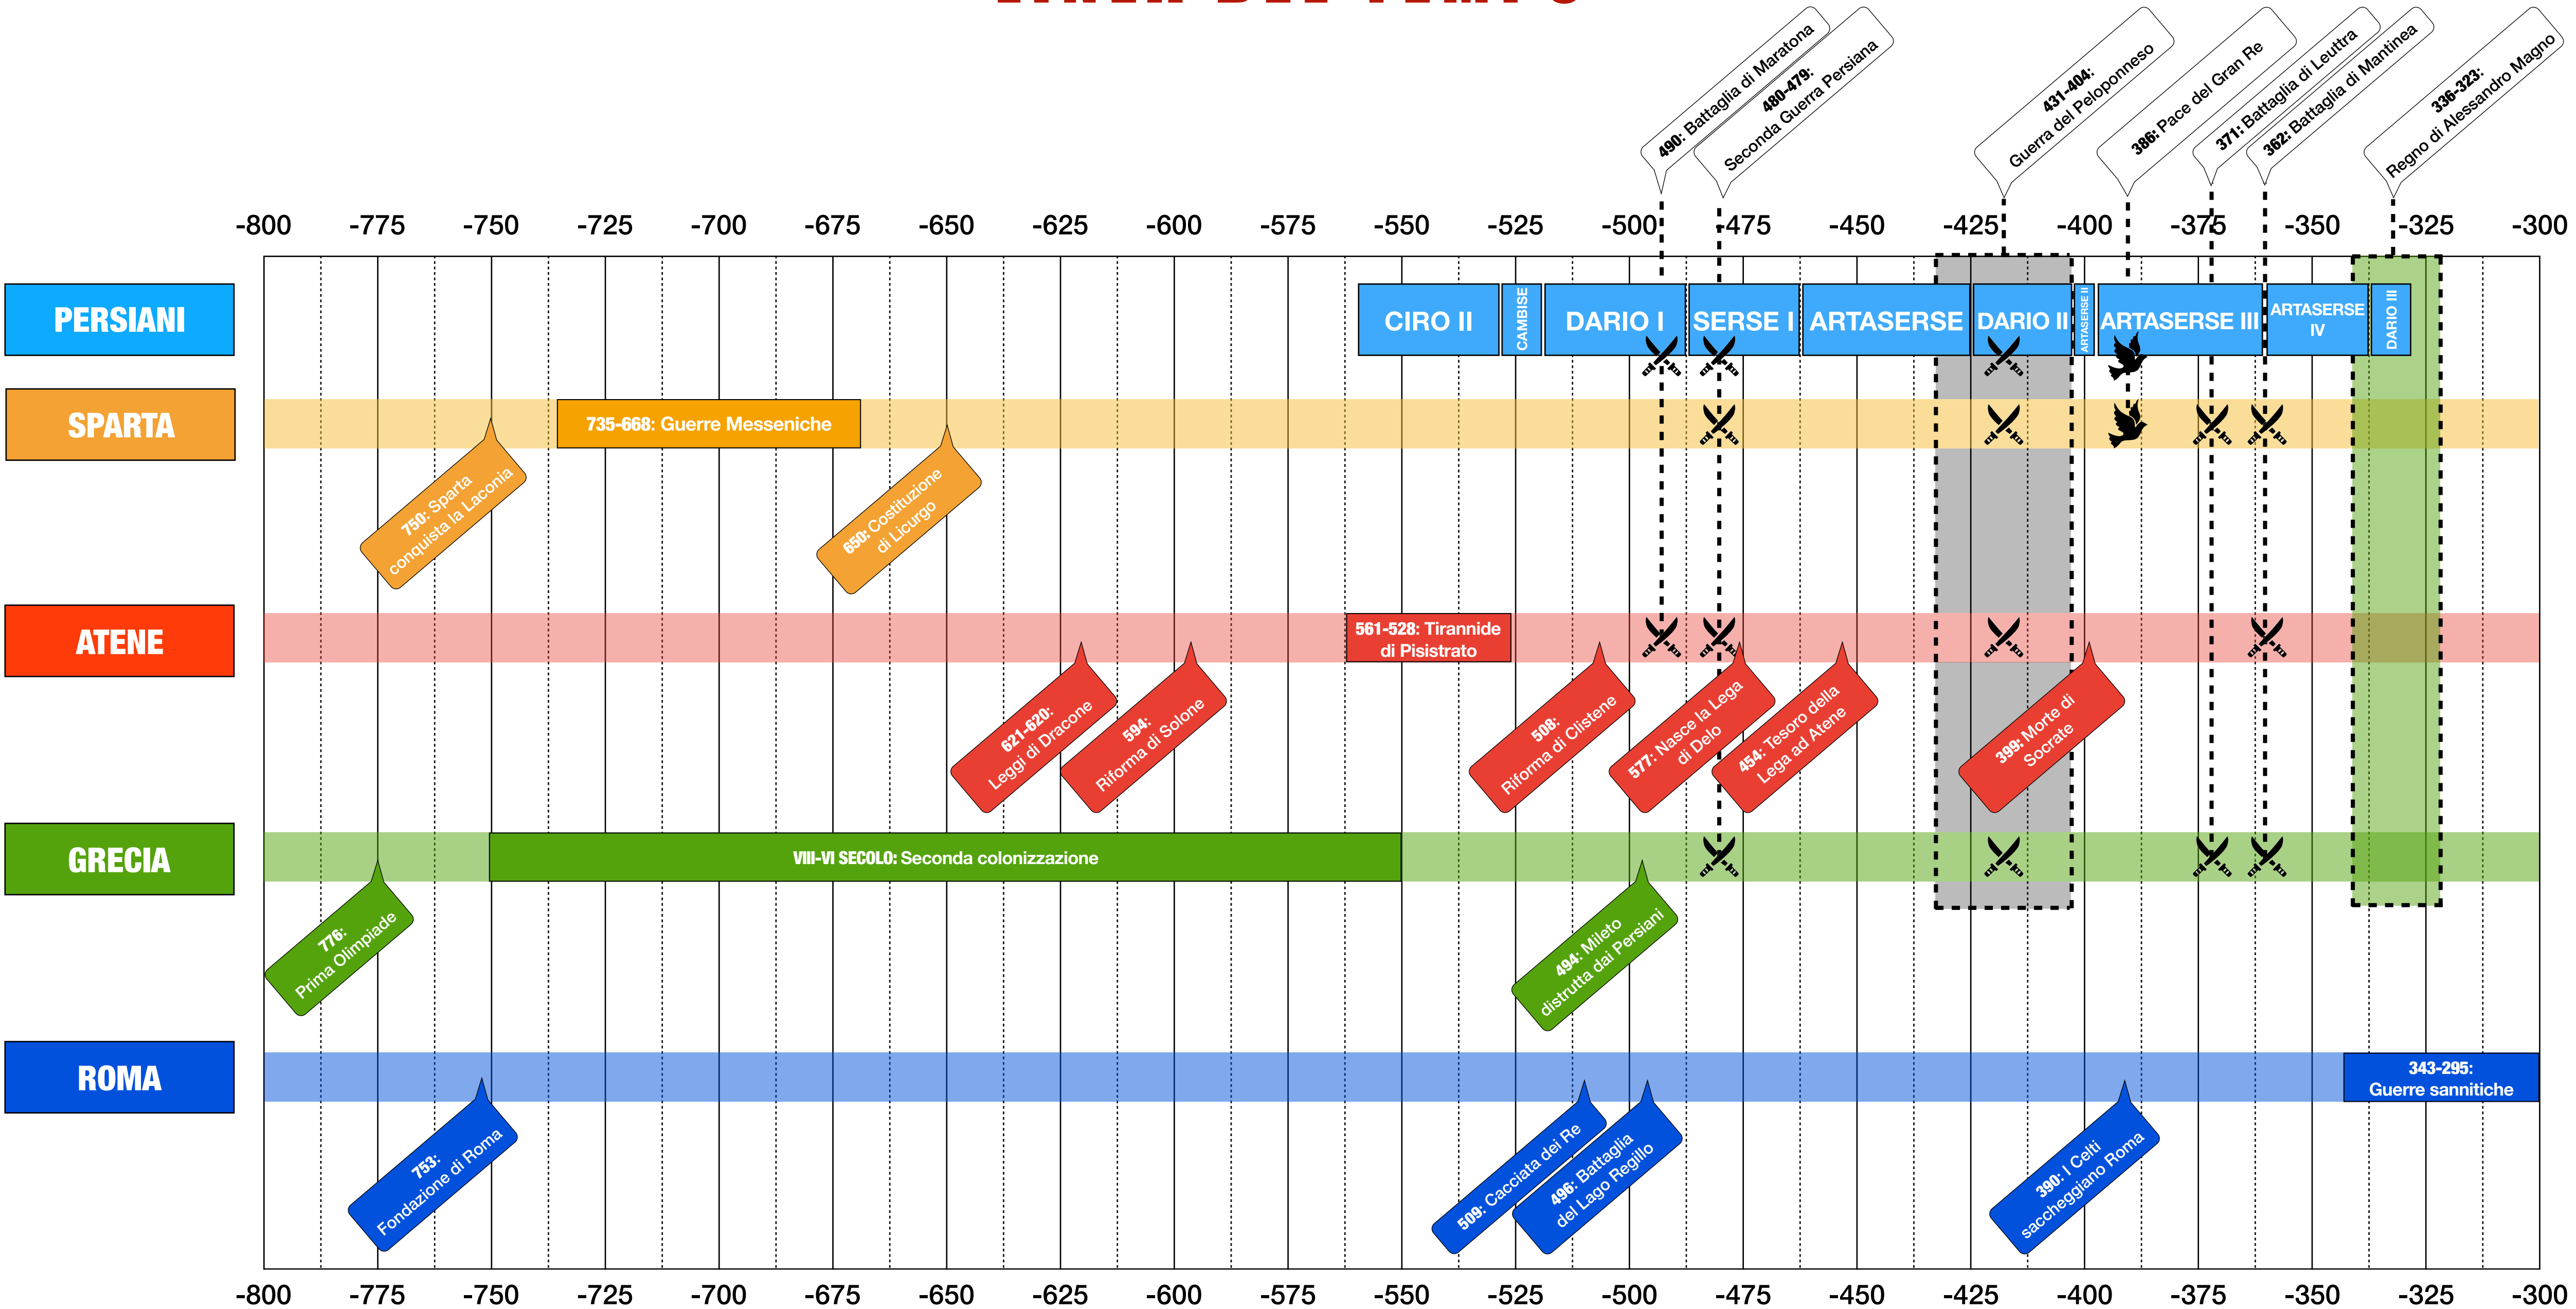 490: Battaglia di Maratona
480-479:
Seconda Guerra Persiana
431-404:
Guerra del Peloponneso
386: Pace del Gran Re
371: Battaglia di Leuttra
362: Battaglia di Mantinea
336-323:
Regno di Alessandro Magno
-800 -775 -750 -725 -700 -675 -650 -625 -600 -575 -550 -525 -500 -475 -450 -425 -400 -375 -350 -325 -300
PERSIANI
CIRO II
CAMBISE
DARIO I
SERSE I
ARTASERSE
DARIO II
ARTASERSE II
ARTASERSE III
ARTASERSE
IV
DARIO III
SPARTA
735-668: Guerre Messeniche
750: Sparta
conquista la Laconia
650: Costituzione
di Licurgo
ATENE
561-528: Tirannide
di Pisistrato
621-620:
Leggi di Dracone
594:
Riforma di Solone
508:
Riforma di Clistene
577: Nasce la Lega
di Delo
454: Tesoro della
Lega ad Atene
399: Morte di
Socrate
GRECIA
VIII-VI SECOLO: Seconda colonizzazione
776:
Prima Olimpiade
494: Mileto
distrutta dai Persiani
ROMA
343-295:
Guerre sannitiche
753:
Fondazione di Roma
509: Cacciata dei Re
496: Battaglia
del Lago Regillo
390: I Celti
saccheggiano Roma
-800 -775 -750 -725 -700 -675 -650 -625 -600 -575 -550 -525 -500 -475 -450 -425 -400 -375 -350 -325 -300